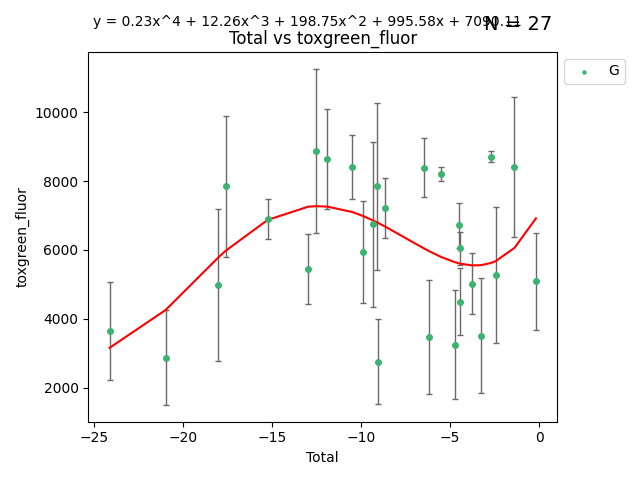 y = 0.23x^4 + 12.26x^3 + 198.75x^2 + 995.58x + 7090.11
N = 27
Total vs toxgreen_fluor
G
10000
8000
6000
4000
2000
toxgreen_fluor
−25 −20 −15 −10 −5 0
Total